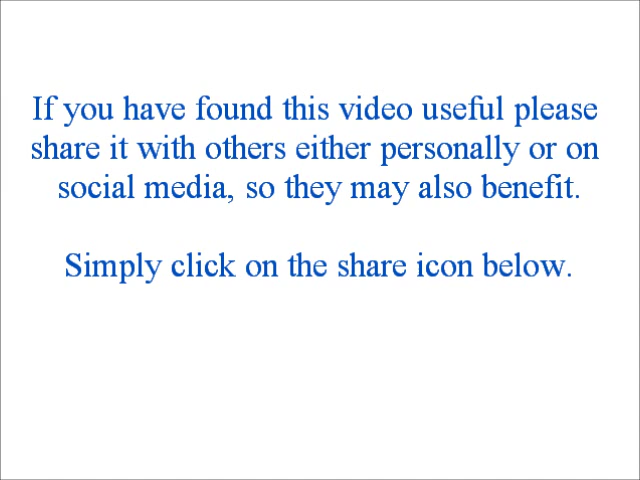 If you have found this video useful please
share it with others either personally or on
social media, so they may also benefit.
Simply click on the share icon below.